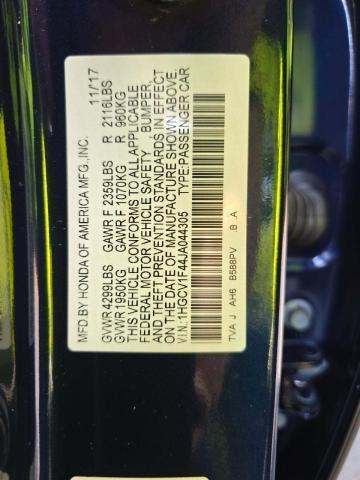 MFD.BY HONDA OF AMERICA MFG.,INC. 11/17
GVWR 4299LBS GAWR F 2359LBS R 2116LBS
GVWR 1950KG GAWR F 1070KG R 960KG
THIS VEHICLE CONFORMS TO ALL APPLICABLE
FEDERAL MOTOR VEHICLE SAFETY BUMPER,
AND THEFT PREVENTION STANDARDS IN EFFECT
ON THE DATE OF MANUFACTURE SHOWN ABOVE.
V.I.N.:1HGCV1F44JA044305 TYPE:PASSENGER CAR
TVA J AH6 B588PV .B .A